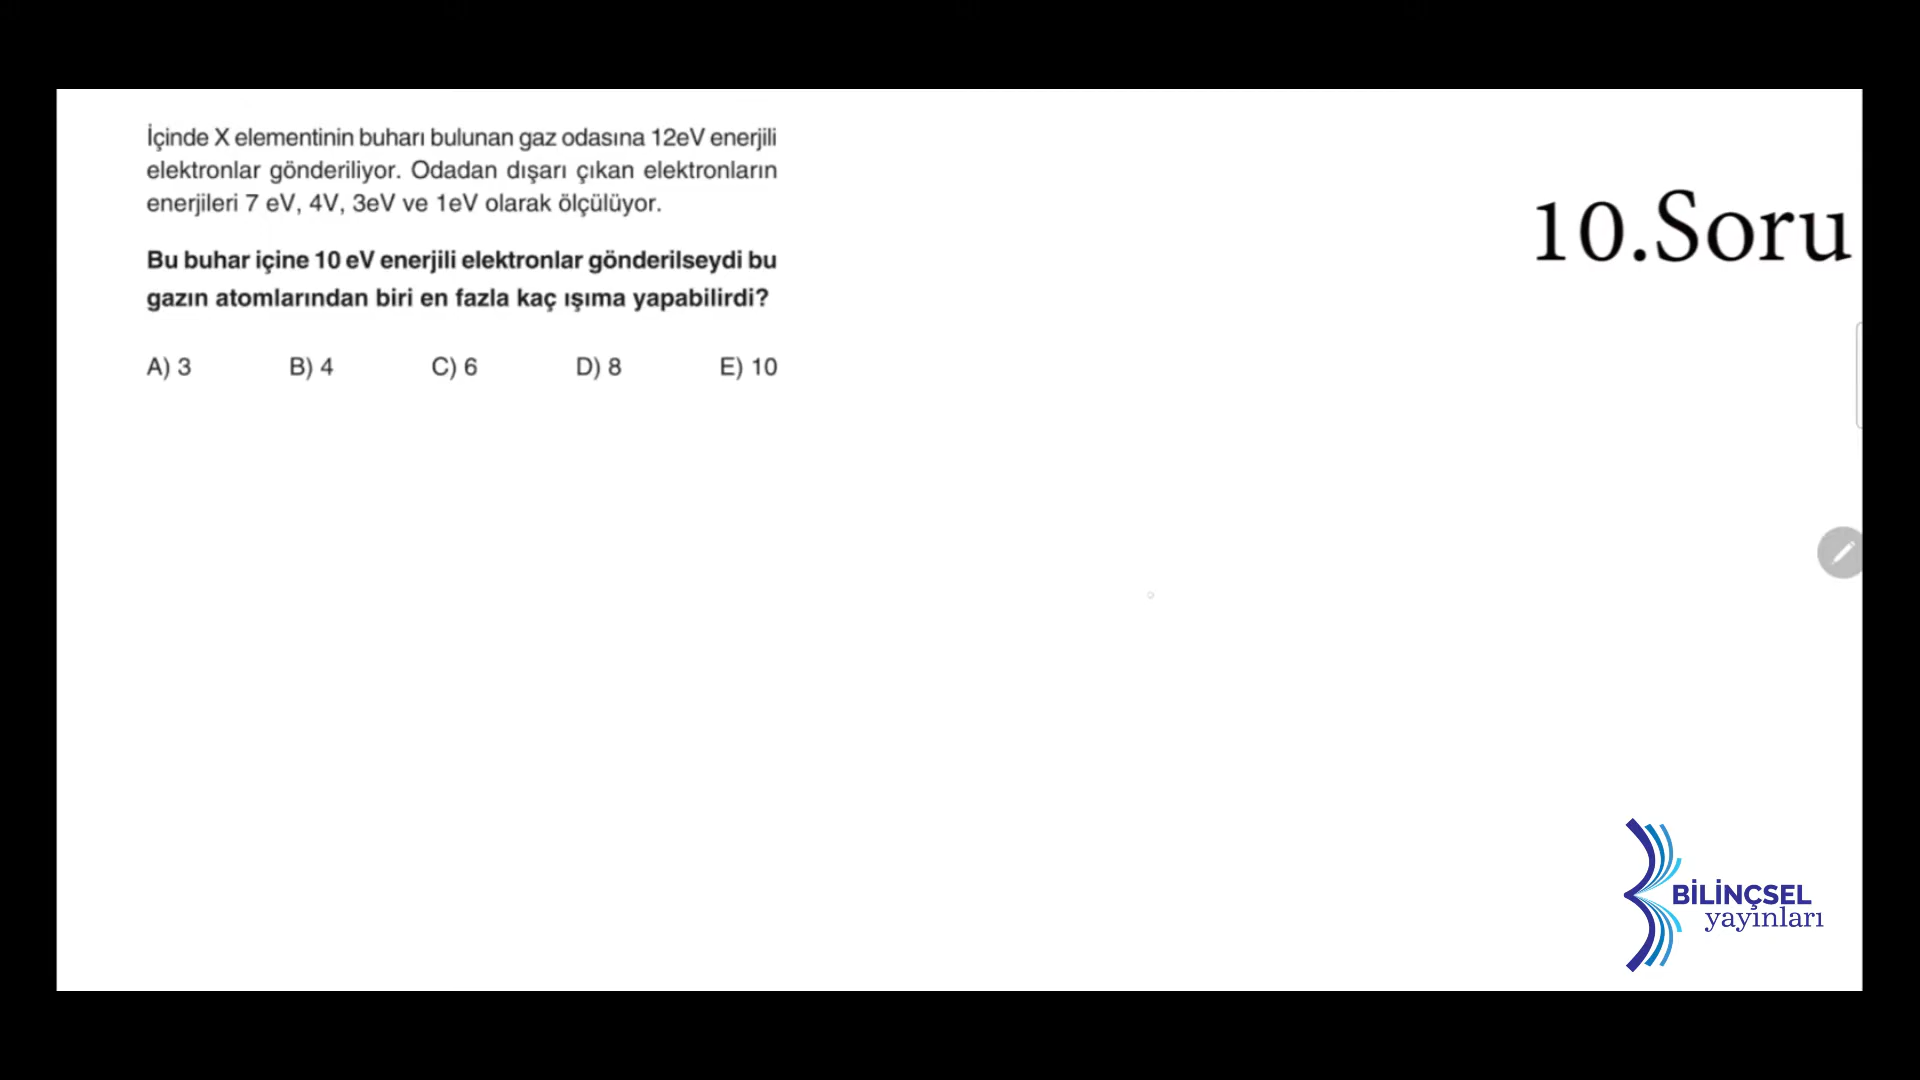 İçinde X elementinin buharı bulunan gaz odasına 12eV enerjili
elektronlar gönderiliyor. Odadan dışarı çıkan elektronların
enerjileri 7 eV, 4V, 3eV ve 1eV olarak ölçülüyor.
Bu buhar içine 10 eV enerjili elektronlar gönderilseydi bu
gazın atomlarından biri en fazla kaç ışıma yapabilirdi?
A) 3 B) 4 C) 6 D) 8 E) 10
10.Soru
BİLİNÇSEL
yayınları